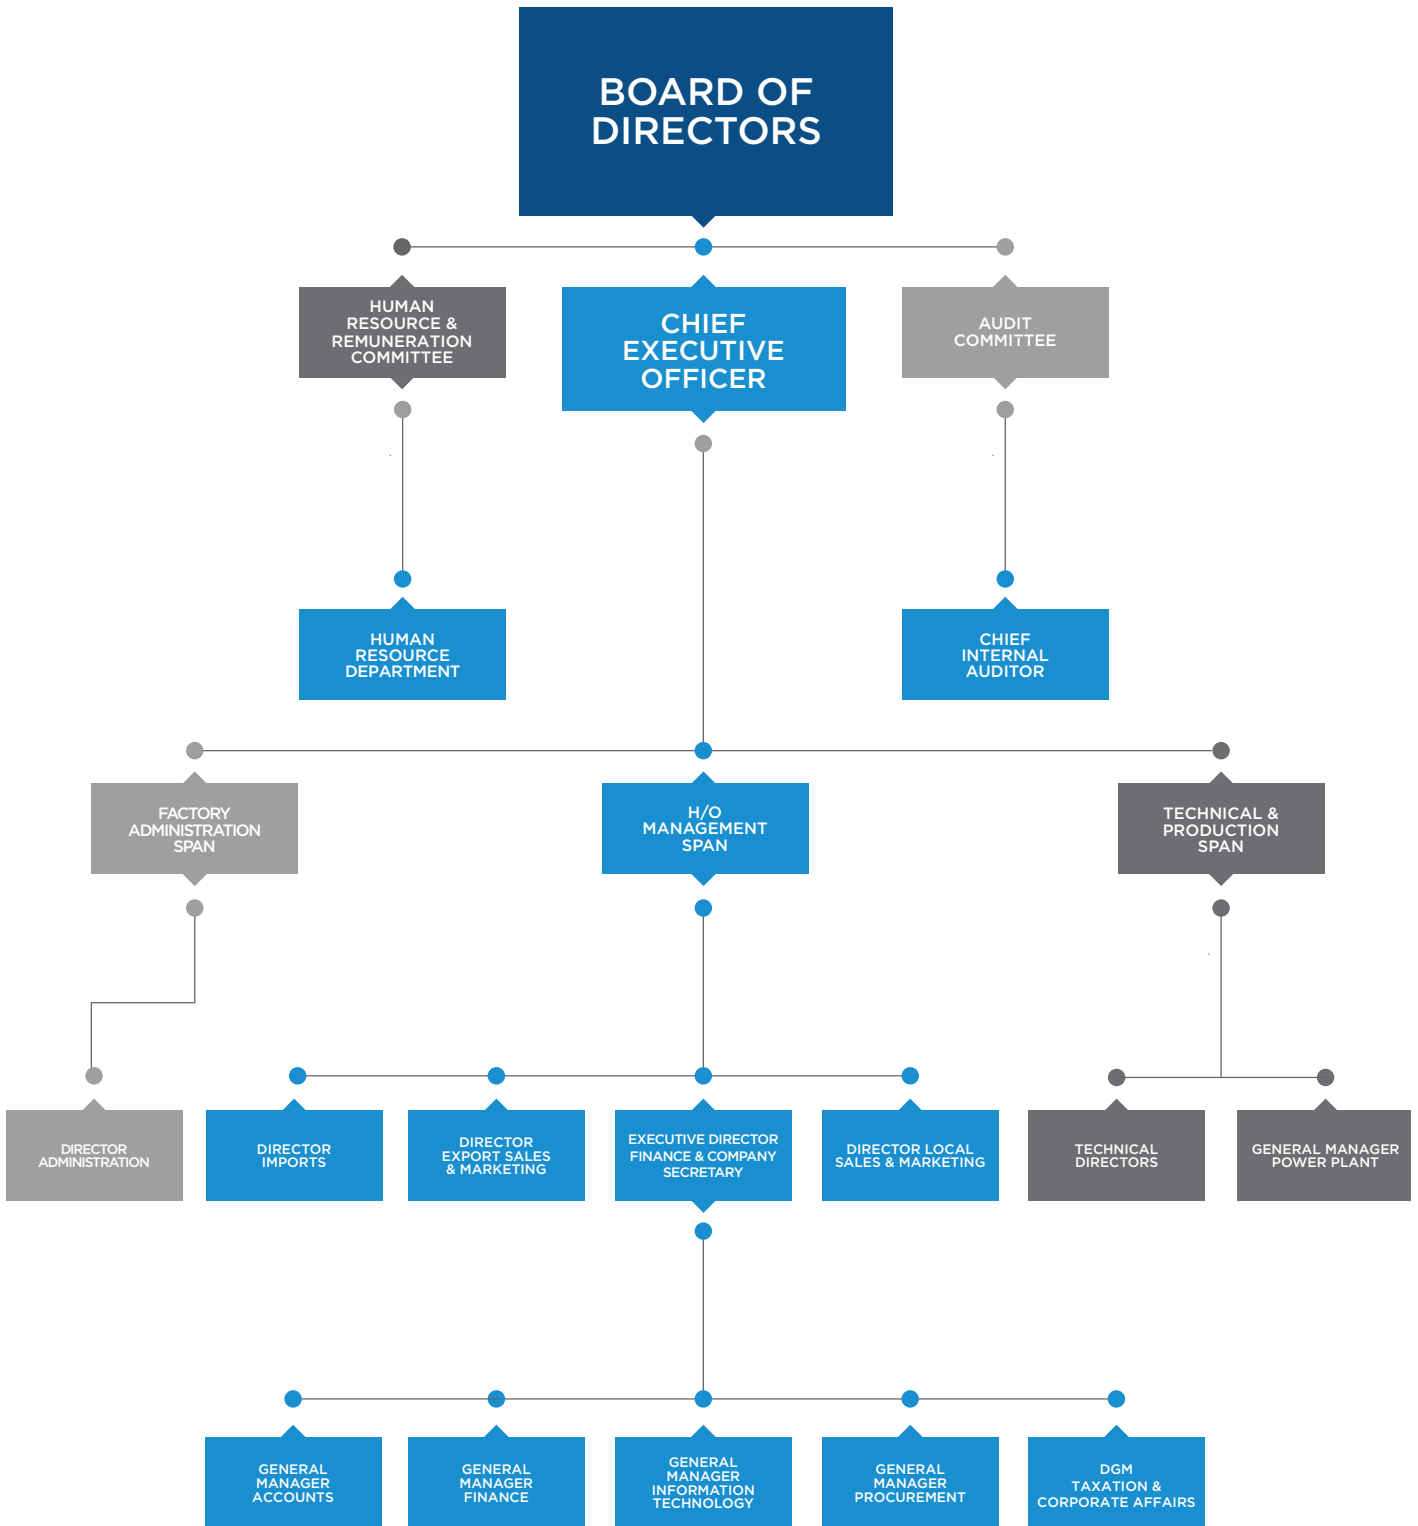 BOARD OF
DIRECTORS
HUMAN
RESOURCE &
REMUNERATION
COMMITTEE
CHIEF
EXECUTIVE
OFFICER
AUDIT
COMMITTEE
HUMAN
RESOURCE
DEPARTMENT
CHIEF
INTERNAL
AUDITOR
FACTORY
ADMINISTRATION
SPAN
H/O
MANAGEMENT
SPAN
TECHNICAL &
PRODUCTION
SPAN
DIRECTOR
ADMINISTRATION
DIRECTOR
IMPORTS
DIRECTOR
EXPORT SALES
& MARKETING
EXECUTIVE DIRECTOR
FINANCE & COMPANY
SECRETARY
DIRECTOR LOCAL
SALES & MARKETING
TECHNICAL
DIRECTORS
GENERAL MANAGER
POWER PLANT
GENERAL
MANAGER
ACCOUNTS
GENERAL
MANAGER
FINANCE
GENERAL
MANAGER
INFORMATION
TECHNOLOGY
GENERAL
MANAGER
PROCUREMENT
DGM
TAXATION &
CORPORATE AFFAIRS